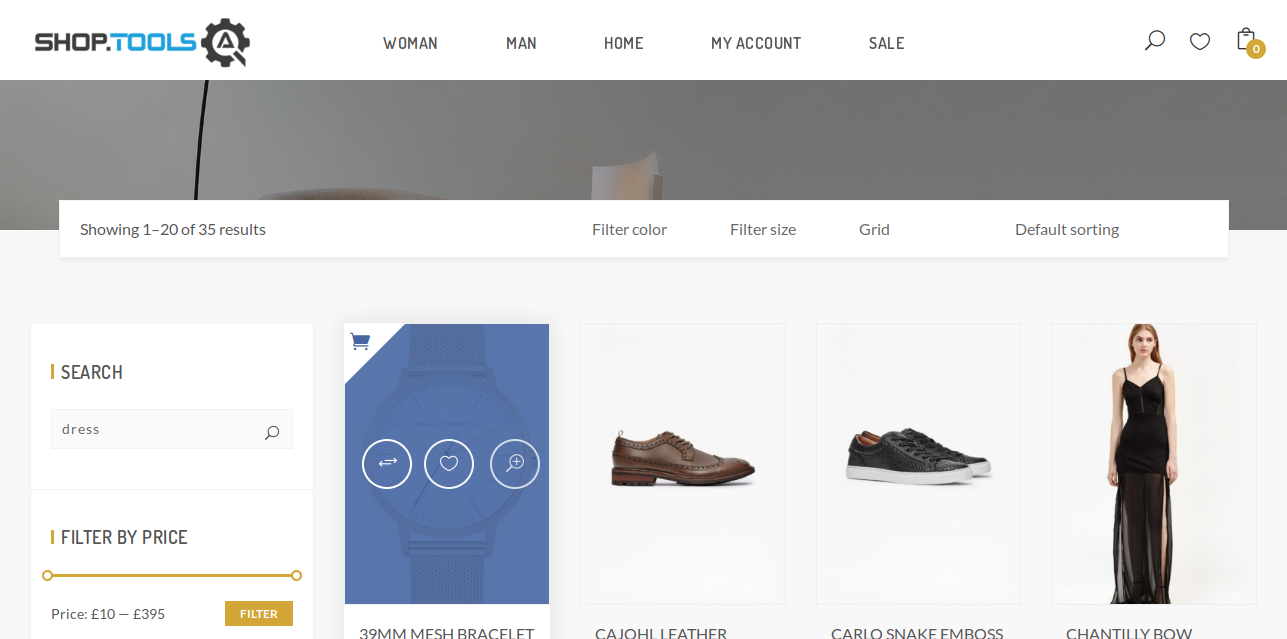 SHOP.TOOLS
WOMAN MAN HOME MY ACCOUNT SALE
0
Showing 1–20 of 35 results Filter color Filter size Grid Default sorting
SEARCH
dress
FILTER BY PRICE
Price: £10 — £395 FILTER
39MM MESH BRACELET CAJOHL LEATHER CARLO SNAKE EMBOSS CHANTILLY BOW